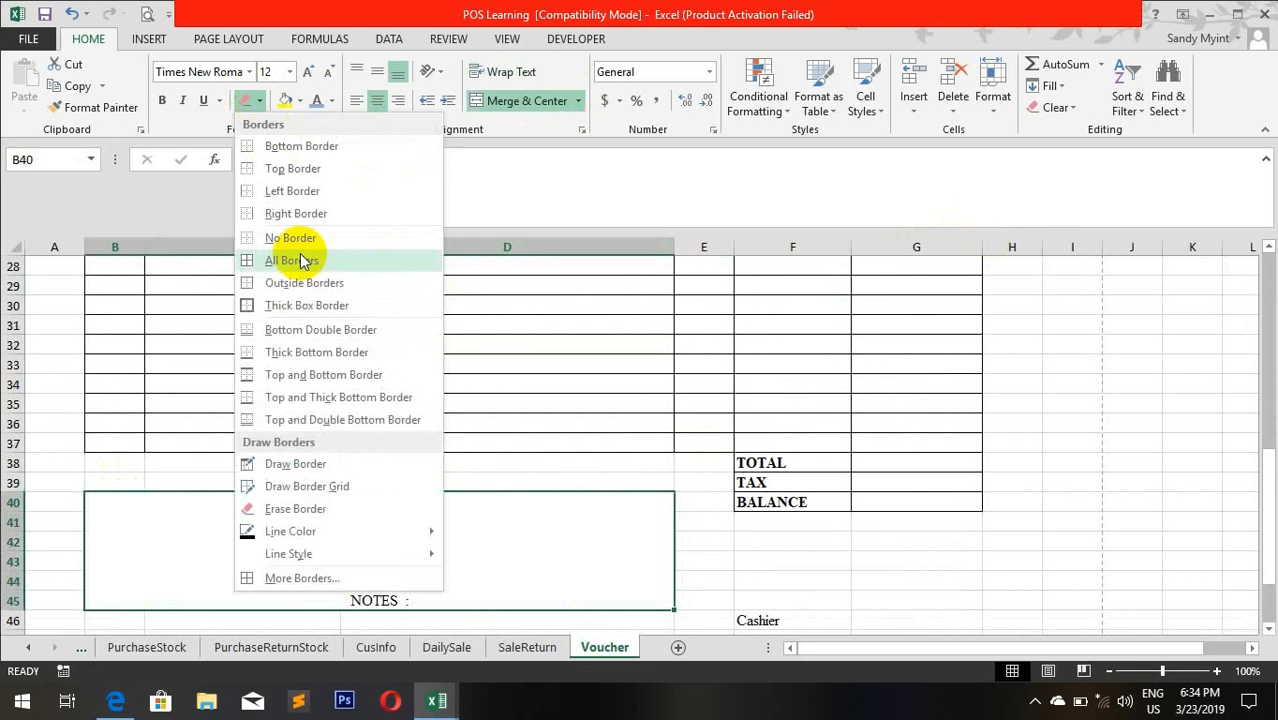 POS Learning  [Compatibility Mode] -  Excel (Product Activation Failed)
FILE
HOME
INSERT
PAGE LAYOUT
FORMULAS
DATA
REVIEW
VIEW
DEVELOPER
Sandy Myint
Paste
Cut
Copy
Format Painter
Clipboard
Times New Roma
12
B I U
Wrap Text
Merge & Center
lignment
General
$ % ,
Number
Conditional Formatting
Format as Table
Cell Styles
Styles
Insert
Delete
Format
Cells
AutoSum
Fill
Clear
Sort & Filter
Find & Select
Editing
B40
fx
Borders
Bottom Border
Top Border
Left Border
Right Border
No Border
All Borders
Outside Borders
Thick Box Border
Bottom Double Border
Thick Bottom Border
Top and Bottom Border
Top and Thick Bottom Border
Top and Double Bottom Border
Draw Borders
Draw Border
Draw Border Grid
Erase Border
Line Color
Line Style
More Borders...
A B D E F G H I J K L
28
29
30
31
32
33
34
35
36
37
38 TOTAL
39 TAX
40 BALANCE
41
42
43
44
45 NOTES :
46 Cashier
...
PurchaseStock
PurchaseReturnStock
CusInfo
DailySale
SaleReturn
Voucher
READY
100%
ENG
US
6:34 PM
3/23/2019